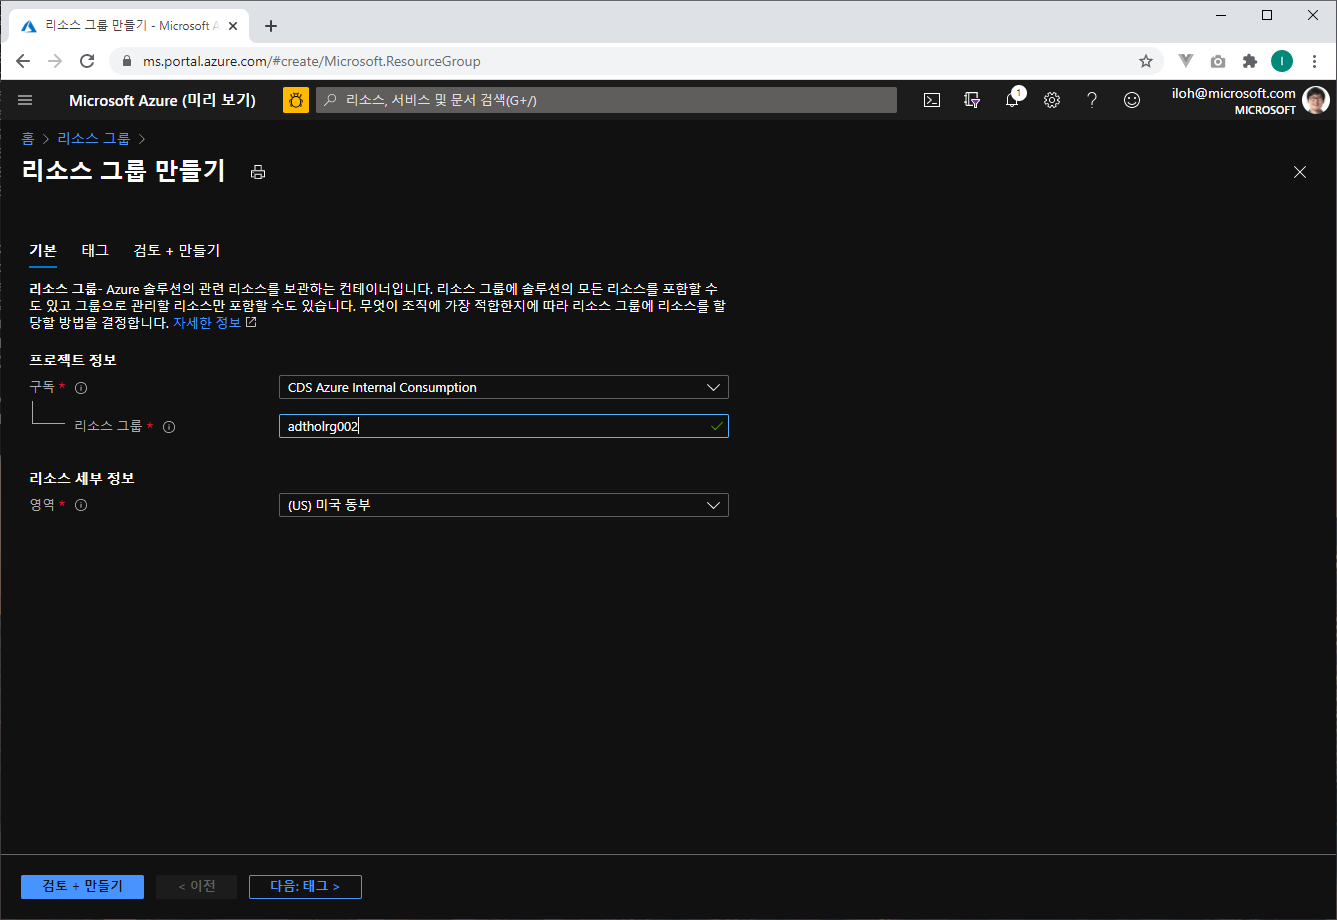 리소스 그룹 만들기 - Microsoft A
ms.portal.azure.com/#create/Microsoft.ResourceGroup
I
Microsoft Azure (미리 보기)
리소스, 서비스 및 문서 검색(G+/)
1
iloh@microsoft.com
MICROSOFT
홈 > 리소스 그룹 >
리소스 그룹 만들기
기본 태그 검토 + 만들기
리소스 그룹- Azure 솔루션의 관련 리소스를 보관하는 컨테이너입니다. 리소스 그룹에 솔루션의 모든 리소스를 포함할 수
도 있고 그룹으로 관리할 리소스만 포함할 수도 있습니다. 무엇이 조직에 가장 적합한지에 따라 리소스 그룹에 리소스를 할
당할 방법을 결정합니다. 자세한 정보
프로젝트 정보
구독 * CDS Azure Internal Consumption
리소스 그룹 * adtholrg002
리소스 세부 정보
영역 * (US) 미국 동부
검토 + 만들기 < 이전 다음: 태그 >